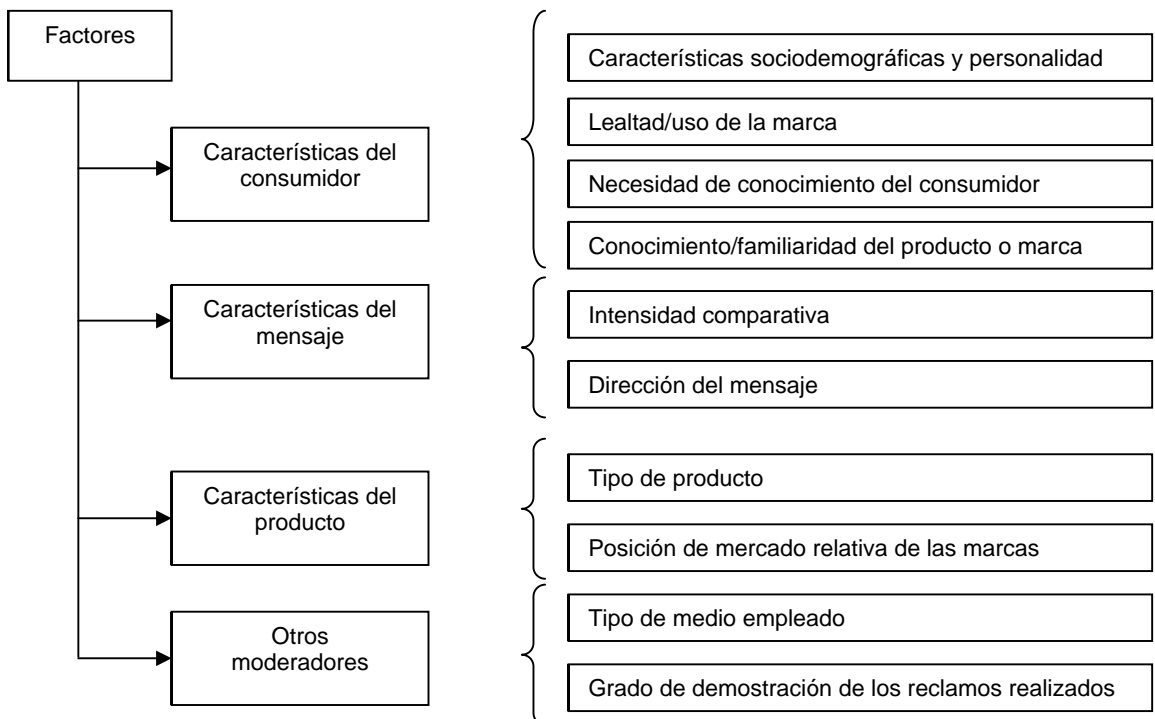 Factores
Características del
consumidor
Características sociodemográficas y personalidad
Lealtad/uso de la marca
Necesidad de conocimiento del consumidor
Conocimiento/familiaridad del producto o marca
Características del
mensaje
Intensidad comparativa
Dirección del mensaje
Características del
producto
Tipo de producto
Posición de mercado relativa de las marcas
Otros
moderadores
Tipo de medio empleado
Grado de demostración de los reclamos realizados